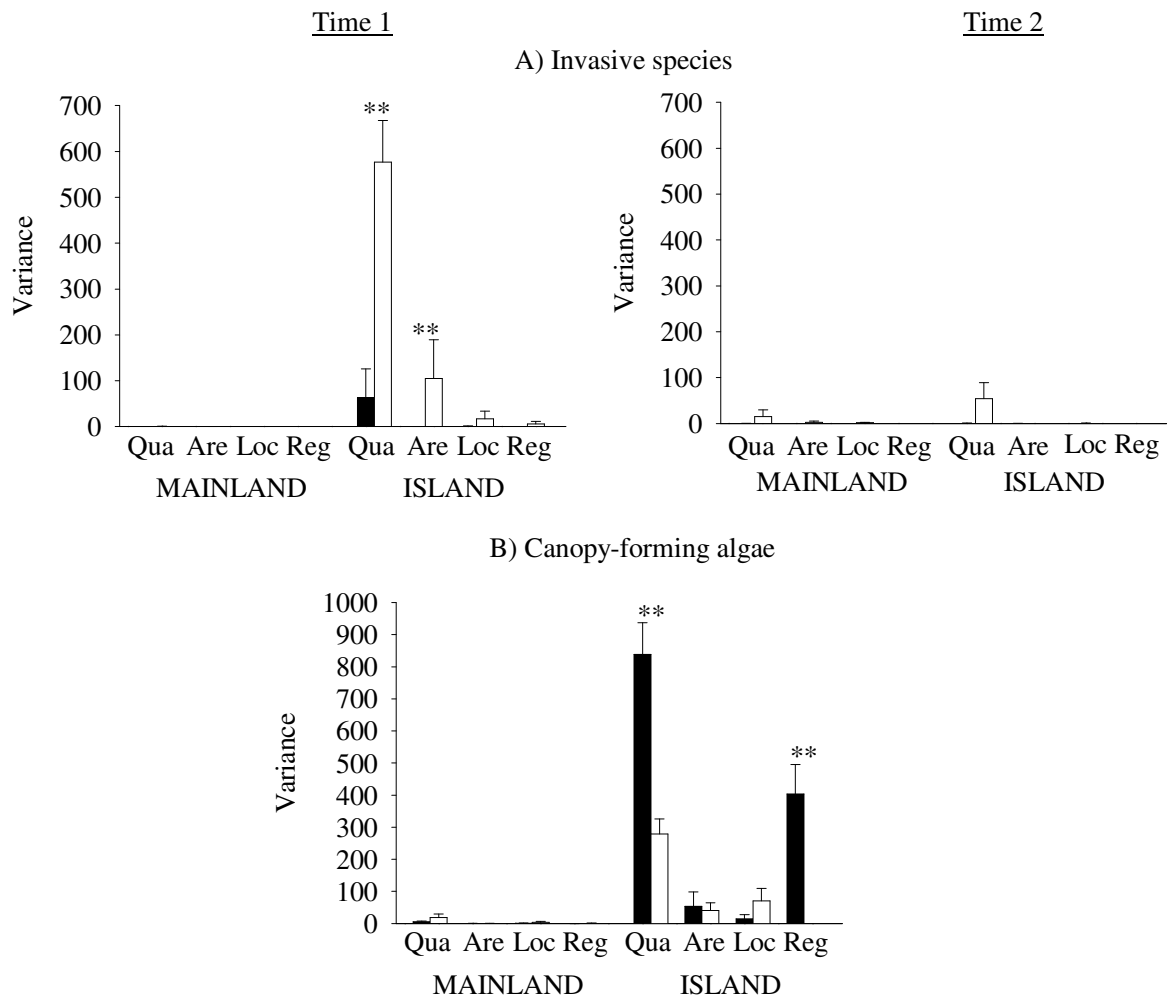 Time 1 Time 2
A) Invasive species
700 700
600 600
500 500
400 400
300 300
200 200
100 100
0 0
Variance Variance
** **
Qua Are Loc Reg Qua Are Loc Reg Qua Are Loc Reg Qua Are Loc Reg
MAINLAND ISLAND MAINLAND ISLAND
B) Canopy-forming algae
1000
900
800
700
600
500
400
300
200
100
0
Variance
** **
Qua Are Loc Reg Qua Are Loc Reg
MAINLAND ISLAND